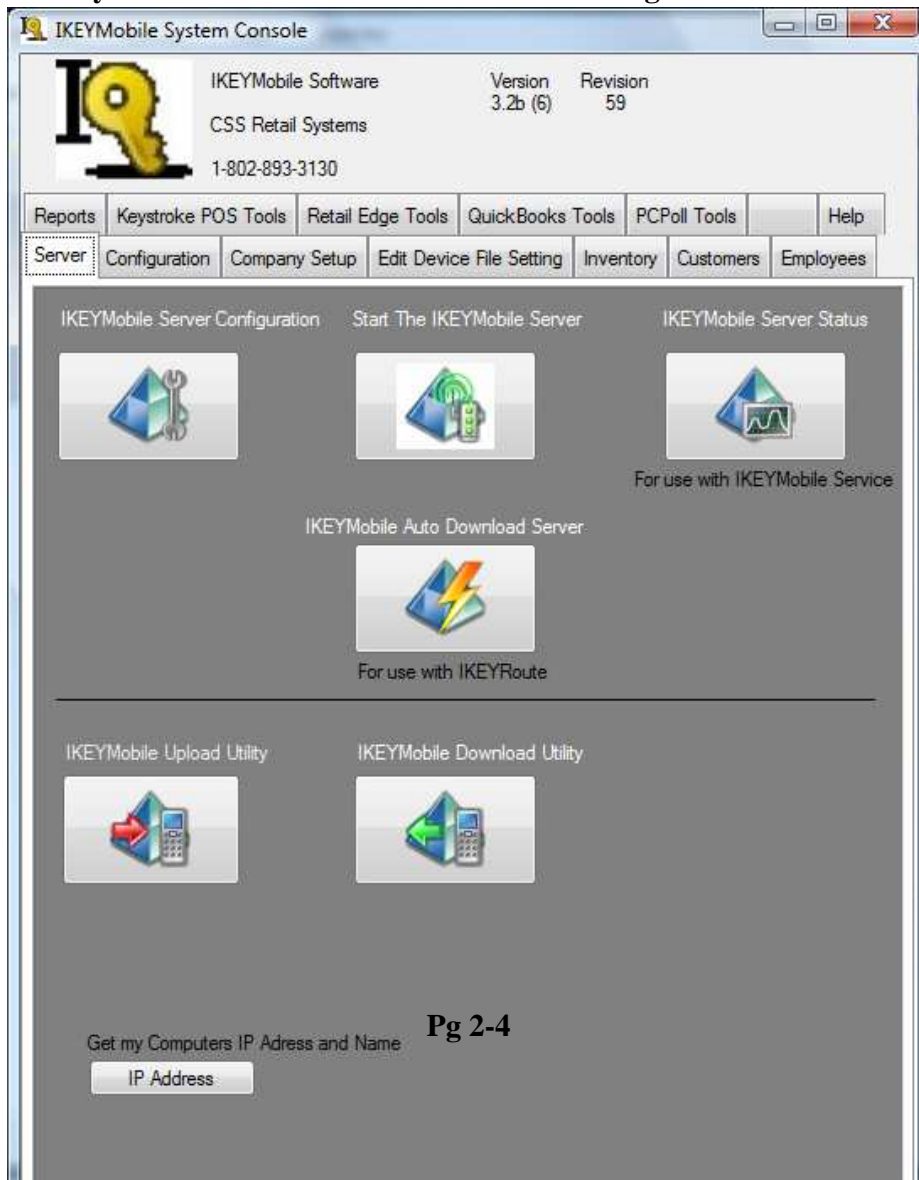 IKEYMobile System Console
IKEYMobile Software
Version
Revision
3.2b (6)
59
CSS Retail Systems
1-802-893-3130
Reports Keystroke POS Tools Retail Edge Tools QuickBooks Tools PCPoll Tools Help
Server Configuration Company Setup Edit Device File Setting Inventory Customers Employees
IKEYMobile Server Configuration Start The IKEYMobile Server IKEYMobile Server Status
For use with IKEYMobile Service
IKEYMobile Auto Download Server
For use with IKEYRoute
IKEYMobile Upload Utility IKEYMobile Download Utility
Pg 2-4
Get my Computers IP Adress and Name
IP Address